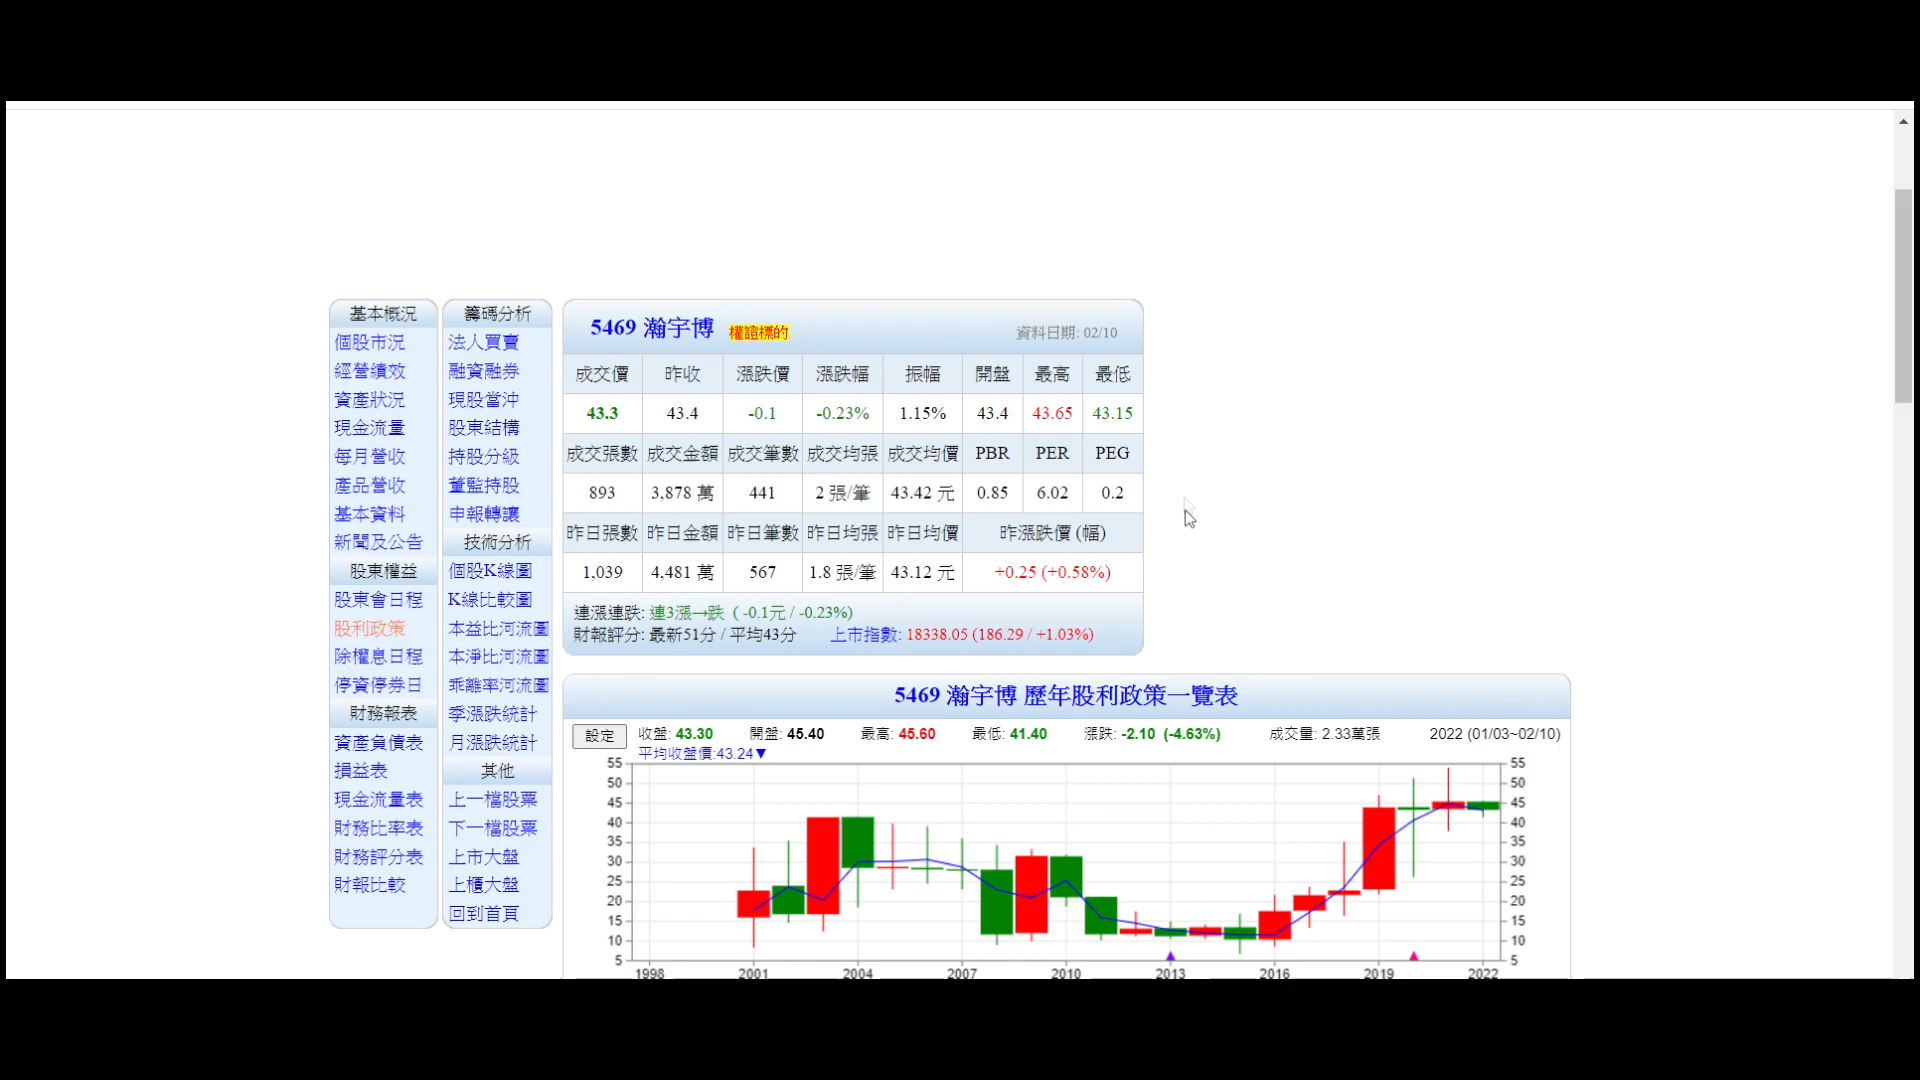 基本概況
個股市況
經營績效
資產狀況
現金流量
每月營收
產品營收
基本資料
新聞及公告
股東權益
股東會日程
股利政策
除權息日程
停資停券日
財務報表
資產負債表
損益表
現金流量表
財務比率表
財務評分表
財報比較
籌碼分析
法人買賣
融資融券
現股當沖
股東結構
持股分級
董監持股
申報轉讓
技術分析
個股K線圖
K線比較圖
本益比河流圖
本淨比河流圖
乖離率河流圖
季漲跌統計
月漲跌統計
其他
上一檔股票
下一檔股票
上市大盤
上櫃大盤
回到首頁
5469 瀚宇博 權證標的 資料日期: 02/10
成交價 昨收 漲跌價 漲跌幅 振幅 開盤 最高 最低
43.3 43.4 -0.1 -0.23% 1.15% 43.4 43.65 43.15
成交張數 成交金額 成交筆數 成交均張 成交均價 PBR PER PEG
893 3,878 萬 441 2 張/筆 43.42 元 0.85 6.02 0.2
昨日張數 昨日金額 昨日筆數 昨日均張 昨日均價 昨漲跌價 (幅)
1,039 4,481 萬 567 1.8 張/筆 43.12 元 +0.25 (+0.58%)
連漲連跌: 連3漲→跌 ( -0.1元 / -0.23%)
財報評分: 最新51分 / 平均43分 上市指數: 18338.05 (186.29 / +1.03%)
5469 瀚宇博 歷年股利政策一覽表
設定 收盤: 43.30 開盤: 45.40 最高: 45.60 最低: 41.40 漲跌: -2.10 (-4.63%) 成交量: 2.33萬張 2022 (01/03~02/10)
平均收盤價:43.24▼
55 55
50 50
45 45
40 40
35 35
30 30
25 25
20 20
15 15
10 10
5 5
1998 2001 2004 2007 2010 2013 2016 2019 2022